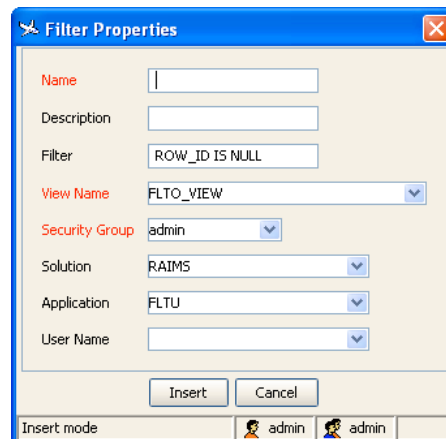 Filter Properties
Name
Description
Filter ROW_ID IS NULL
View Name FLTO_VIEW
Security Group admin
Solution RAIMS
Application FLTU
User Name
Insert Cancel
Insert mode admin admin